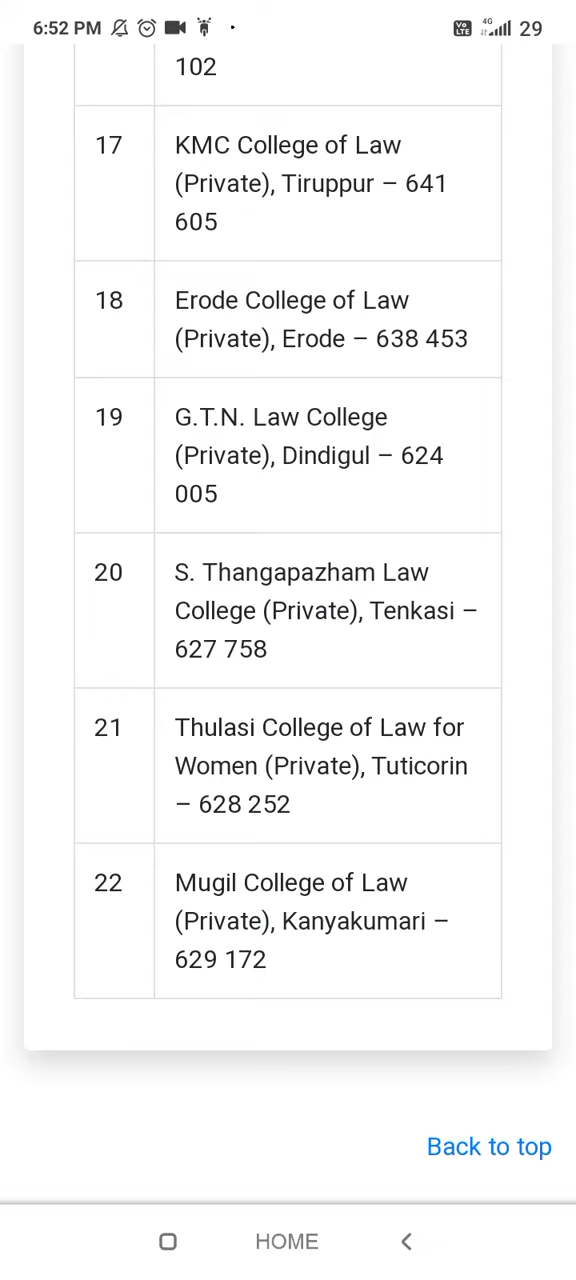 6:52 PM 4G 29
VO LTE
102
17 KMC College of Law
(Private), Tiruppur – 641
605
18 Erode College of Law
(Private), Erode – 638 453
19 G.T.N. Law College
(Private), Dindigul – 624
005
20 S. Thangapazham Law
College (Private), Tenkasi –
627 758
21 Thulasi College of Law for
Women (Private), Tuticorin
– 628 252
22 Mugil College of Law
(Private), Kanyakumari –
629 172
Back to top
HOME